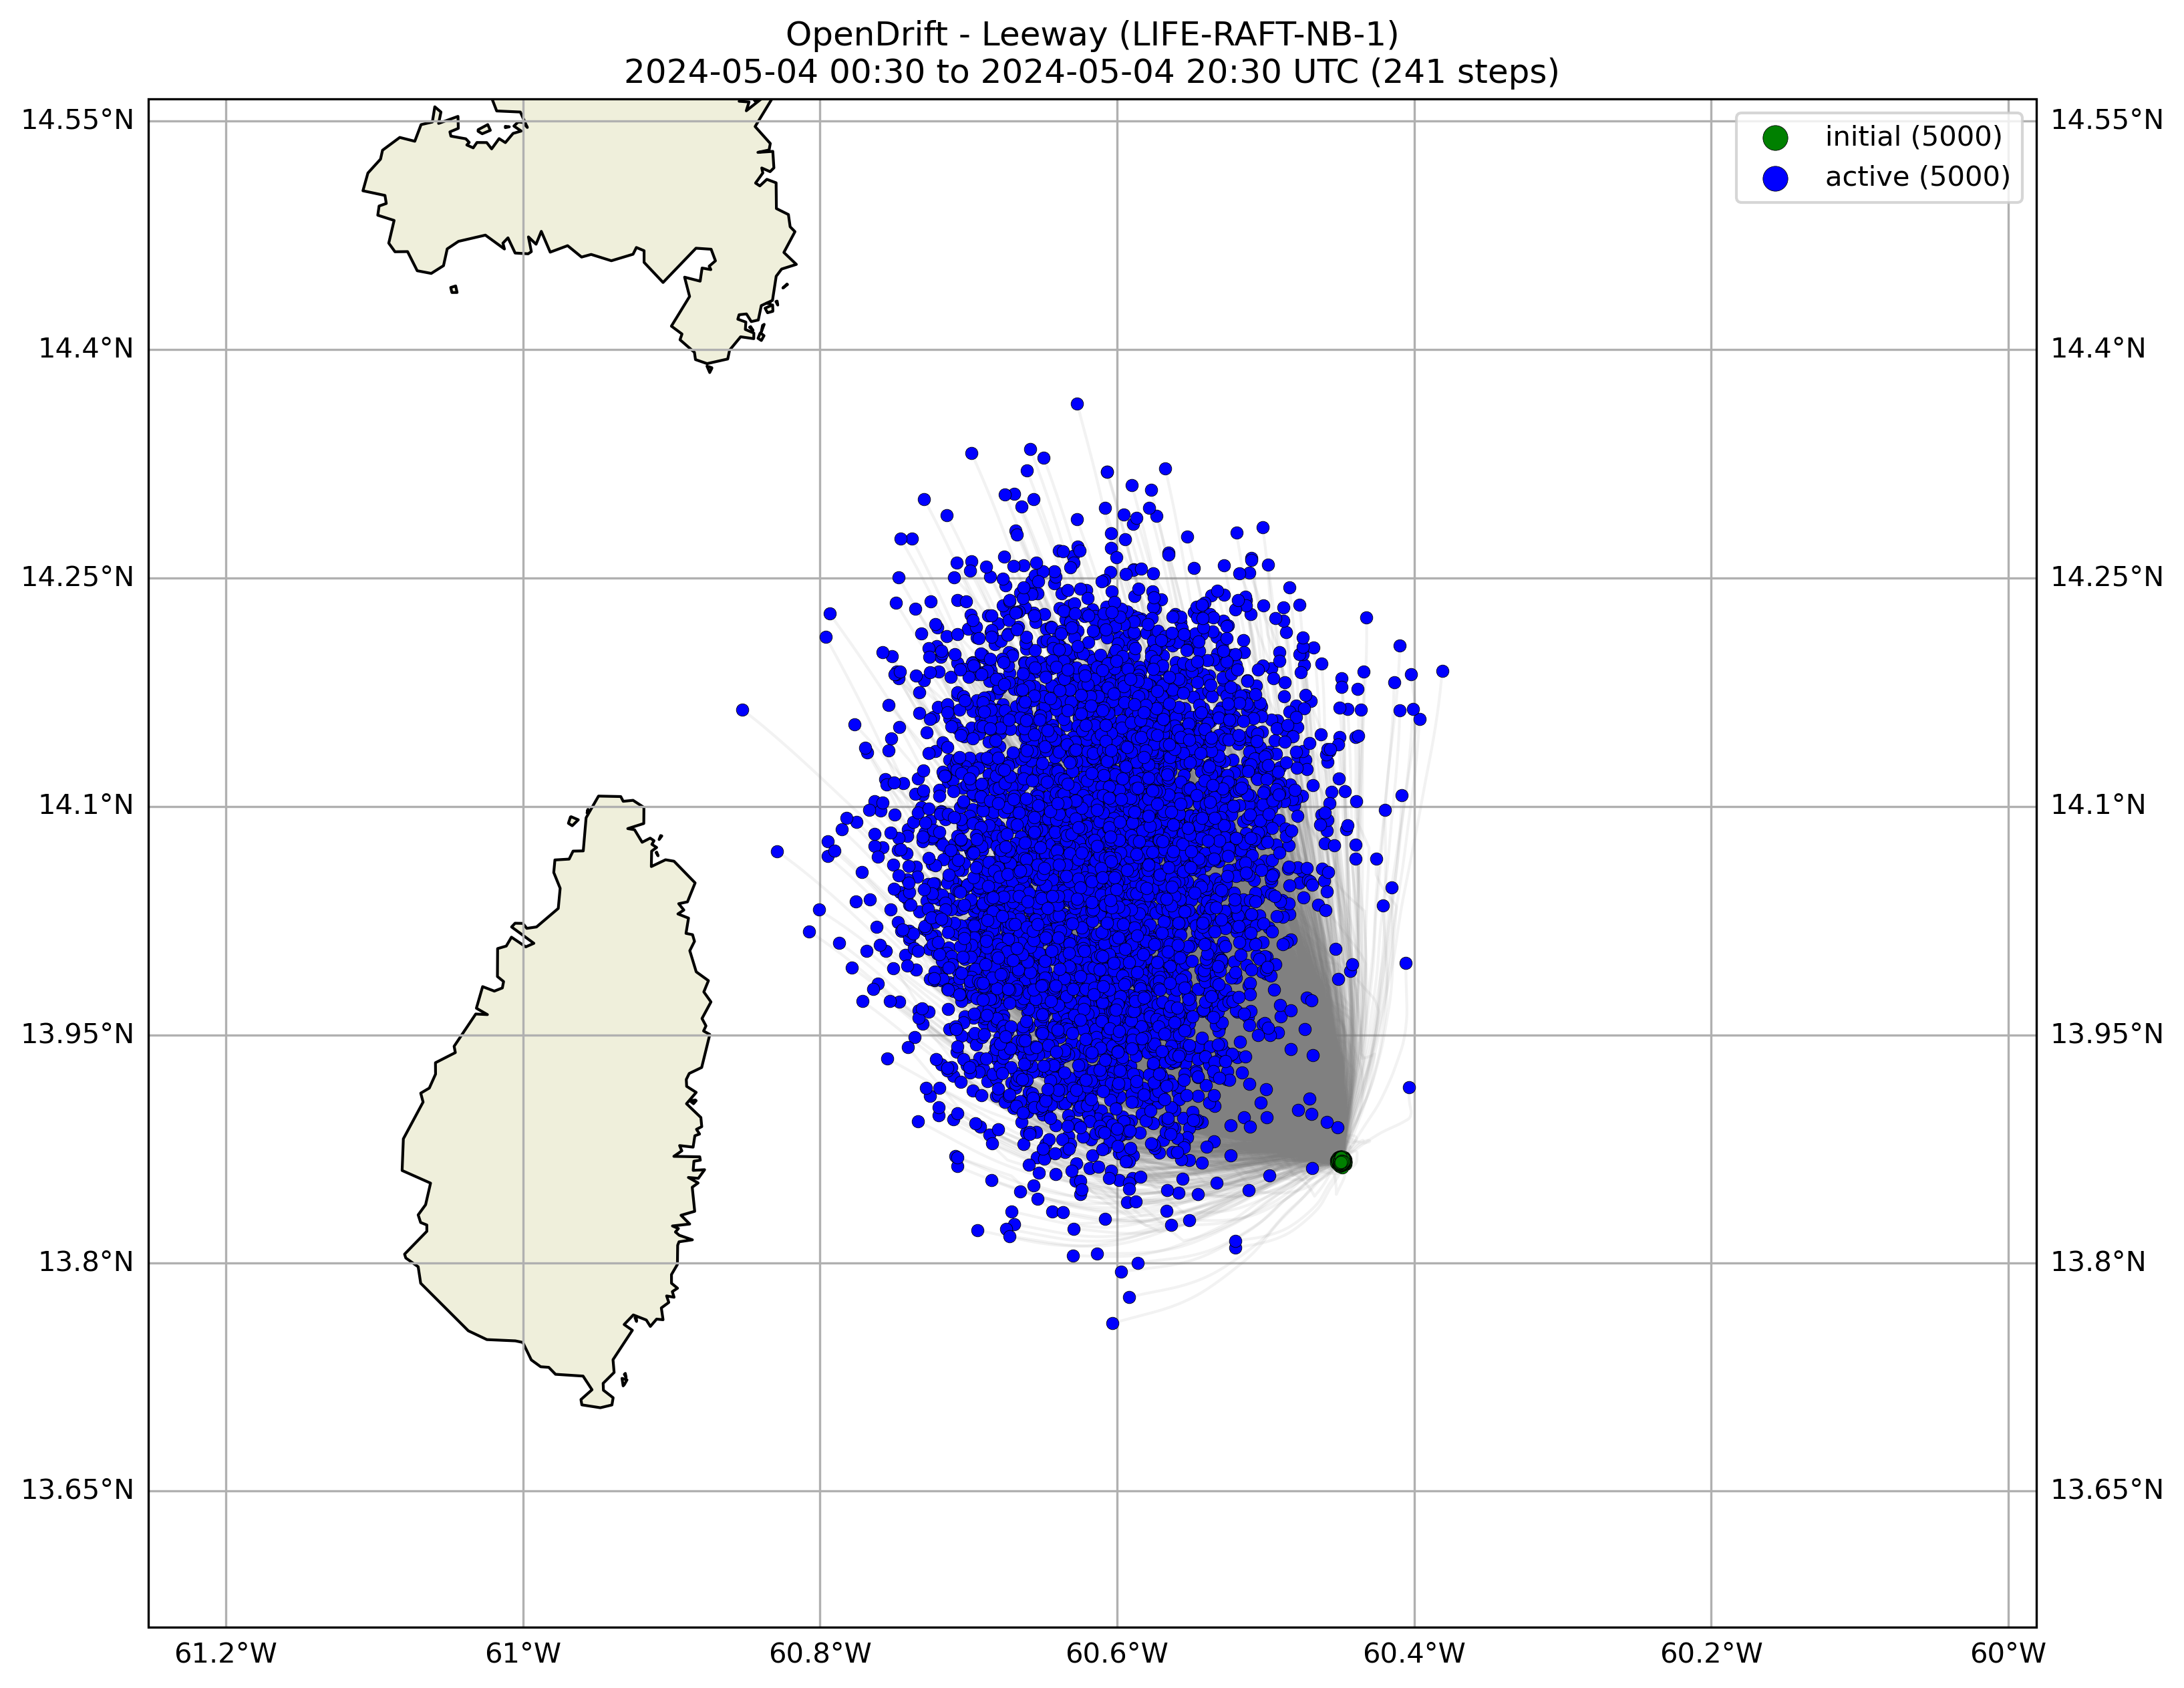 OpenDrift - Leeway (LIFE-RAFT-NB-1)
2024-05-04 00:30 to 2024-05-04 20:30 UTC (241 steps)
initial (5000)
active (5000)
14.55°N 14.55°N
14.4°N 14.4°N
14.25°N 14.25°N
14.1°N 14.1°N
13.95°N 13.95°N
13.8°N 13.8°N
13.65°N 13.65°N
61.2°W 61°W 60.8°W 60.6°W 60.4°W 60.2°W 60°W